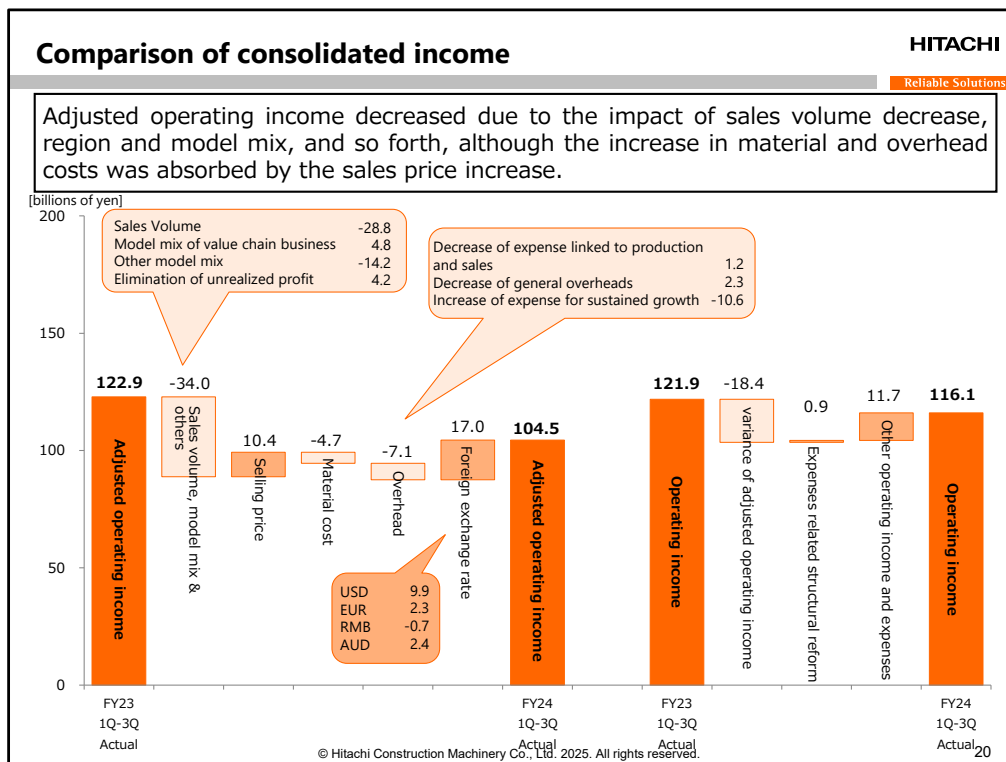 Comparison of consolidated income
HITACHI
Reliable Solutions
Adjusted operating income decreased due to the impact of sales volume decrease,
region and model mix, and so forth, although the increase in material and overhead
costs was absorbed by the sales price increase.
[billions of yen]
200
150
100
50
0
Sales Volume -28.8
Model mix of value chain business 4.8
Other model mix -14.2
Elimination of unrealized profit 4.2
Decrease of expense linked to production
and sales 1.2
Decrease of general overheads 2.3
Increase of expense for sustained growth -10.6
122.9
-34.0
10.4
-4.7
-7.1
17.0
104.5
121.9
-18.4
0.9
11.7
116.1
Adjusted operating income
Sales volume, model mix &
others
Selling price
Material cost
Overhead
Foreign exchange rate
Adjusted operating income
Operating income
variance of adjusted operating income
Expenses related structural reform
Other operating income and expenses
Operating income
USD 9.9
EUR 2.3
RMB -0.7
AUD 2.4
FY23
1Q-3Q
Actual
FY24
1Q-3Q
Actual
FY23
1Q-3Q
Actual
FY24
1Q-3Q
Actual
© Hitachi Construction Machinery Co., Ltd. 2025. All rights reserved.
20